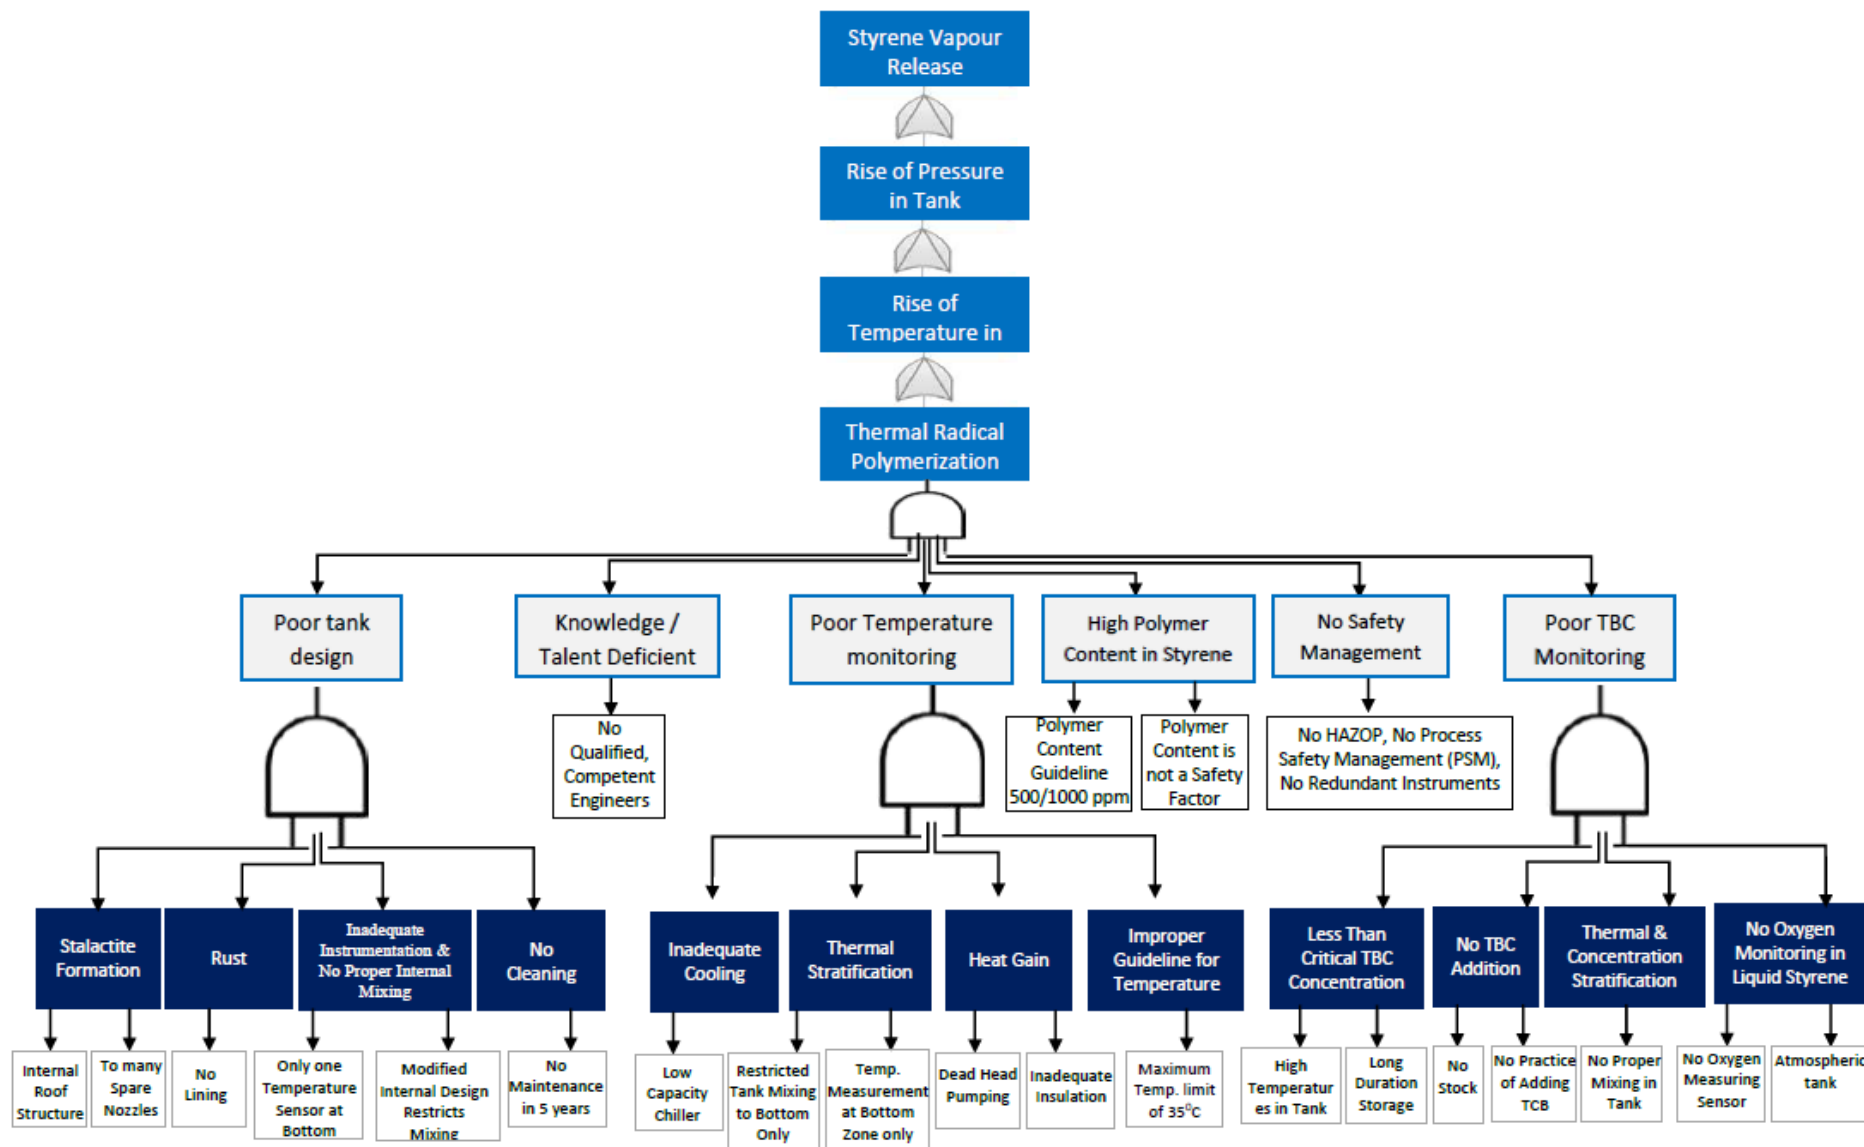 Styrene Vapour
Release
Rise of Pressure
in Tank
Rise of
Temperature in
Thermal Radical
Polymerization
Poor tank
design
Knowledge /
Talent Deficient
Poor Temperature
monitoring
High Polymer
Content in Styrene
No Safety
Management
Poor TBC
Monitoring
No
Qualified,
Competent
Engineers
Polymer
Content
Guideline
500/1000 ppm
Polymer
Content is
not a Safety
Factor
No HAZOP, No Process
Safety Management (PSM),
No Redundant Instruments
Stalactite
Formation
Rust
Inadequate
Instrumentation &
No Proper Internal
Mixing
No
Cleaning
Inadequate
Cooling
Thermal
Stratification
Heat Gain
Improper
Guideline for
Temperature
Less Than
Critical TBC
Concentration
No TBC
Addition
Thermal &
Concentration
Stratification
No Oxygen
Monitoring in
Liquid Styrene
Internal
Roof
Structure
To many
Spare
Nozzles
No
Lining
Only one
Temperature
Sensor at
Bottom
Modified
Internal Design
Restricts
Mixing
No
Maintenance
in 5 years
Low
Capacity
Chiller
Restricted
Tank Mixing
to Bottom
Only
Temp.
Measurement
at Bottom
Zone only
Dead Head
Pumping
Inadequate
Insulation
Maximum
Temp. limit
of 35⁰C
High
Temperatur
es in Tank
Long
Duration
Storage
No
Stock
No Practice
of Adding
TCB
No Proper
Mixing in
Tank
No Oxygen
Measuring
Sensor
Atmospheric
tank